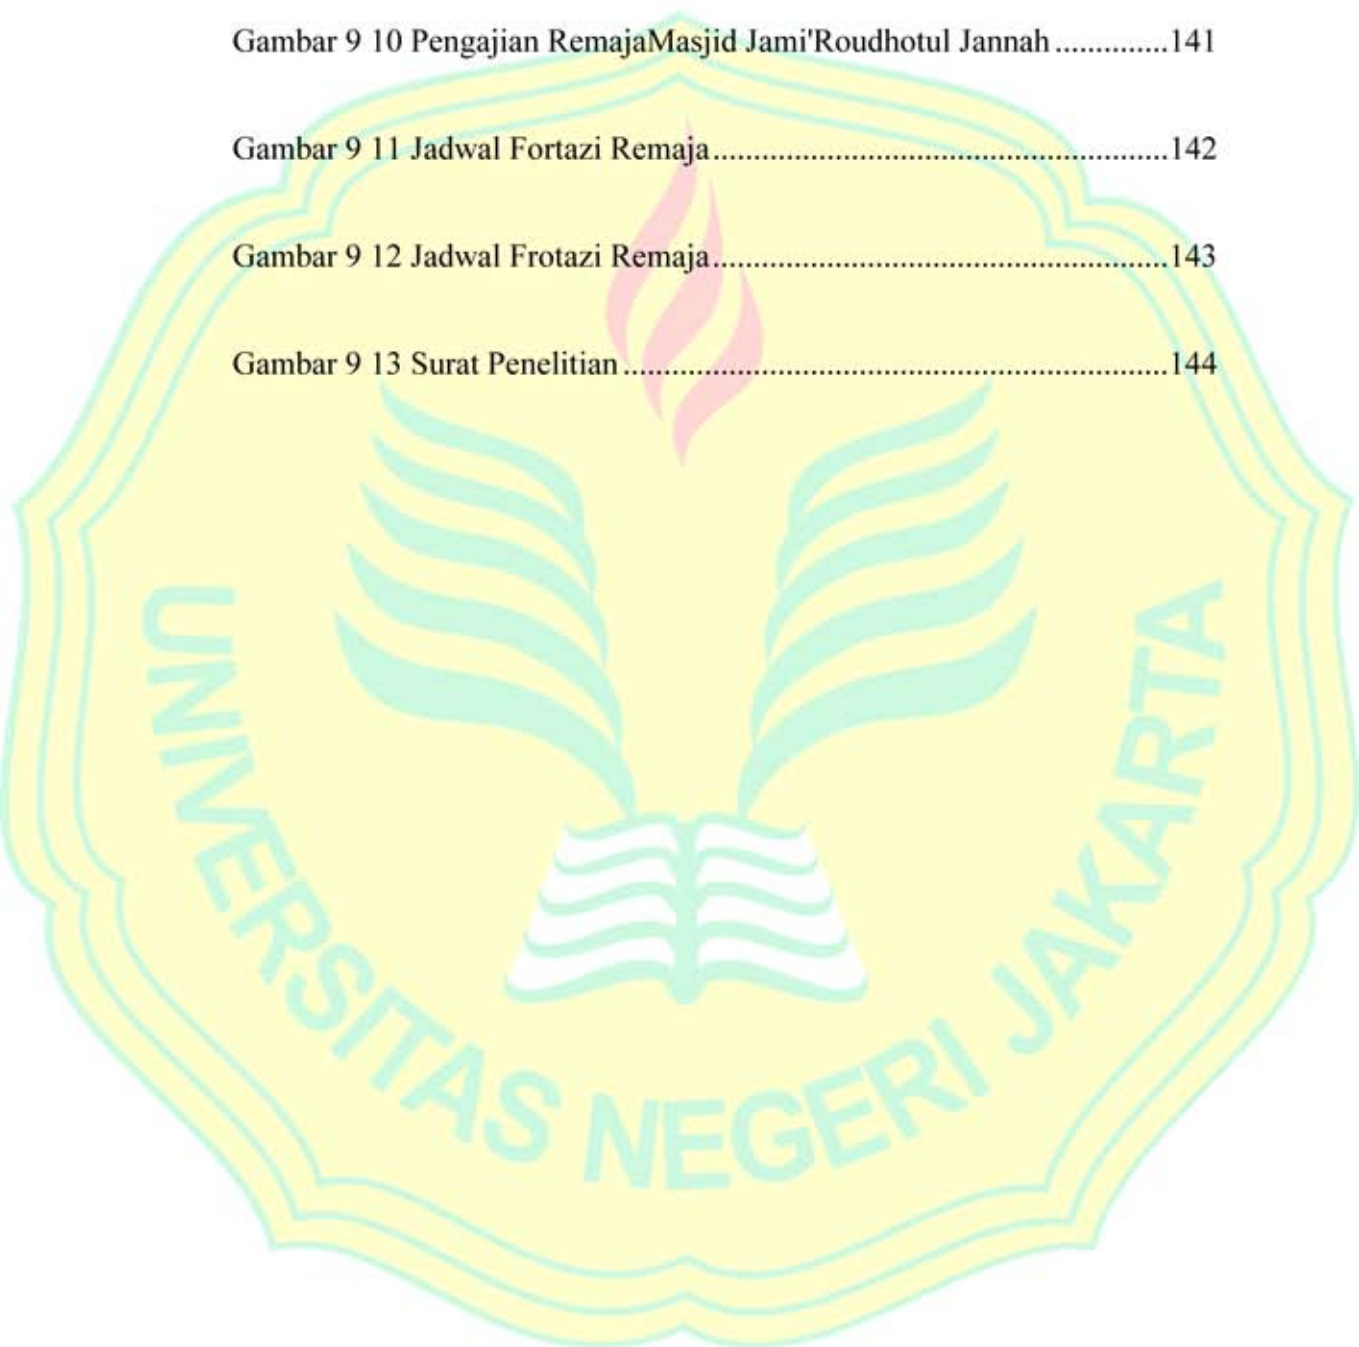 Gambar 9 10 Pengajian RemajaMasjid Jami'Roudhotul Jannah ..............141
Gambar 9 11 Jadwal Fortazi Remaja.........................................................142
Gambar 9 12 Jadwal Frotazi Remaja.........................................................143
Gambar 9 13 Surat Penelitian ....................................................................144
UNIVERSITAS NEGERI JAKARTA